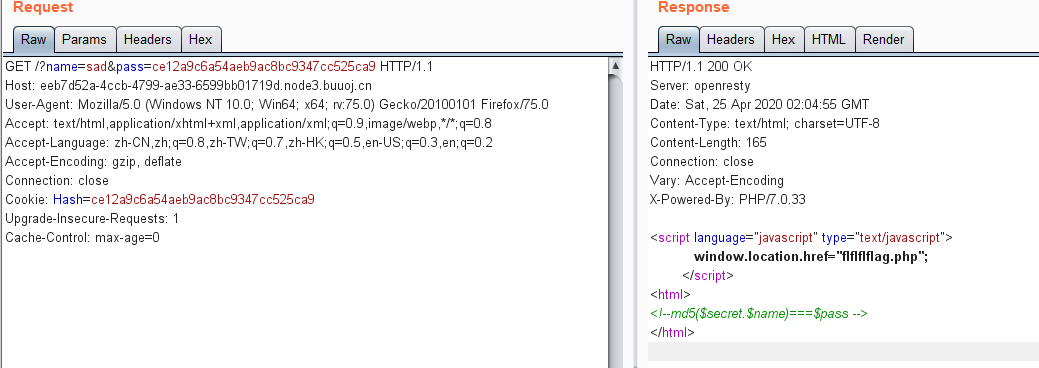 Request
Raw Params Headers Hex
GET /?name=sad&pass=ce12a9c6a54aeb9ac8bc9347cc525ca9 HTTP/1.1
Host: eeb7d52a-4ccb-4799-ae33-6599bb01719d.node3.buuoj.cn
User-Agent: Mozilla/5.0 (Windows NT 10.0; Win64; x64; rv:75.0) Gecko/20100101 Firefox/75.0
Accept: text/html,application/xhtml+xml,application/xml;q=0.9,image/webp,*/*;q=0.8
Accept-Language: zh-CN,zh;q=0.8,zh-TW;q=0.7,zh-HK;q=0.5,en-US;q=0.3,en;q=0.2
Accept-Encoding: gzip, deflate
Connection: close
Cookie: Hash=ce12a9c6a54aeb9ac8bc9347cc525ca9
Upgrade-Insecure-Requests: 1
Cache-Control: max-age=0
Response
Raw Headers Hex HTML Render
HTTP/1.1 200 OK
Server: openresty
Date: Sat, 25 Apr 2020 02:04:55 GMT
Content-Type: text/html; charset=UTF-8
Content-Length: 165
Connection: close
Vary: Accept-Encoding
X-Powered-By: PHP/7.0.33
<script language="javascript" type="text/javascript">
window.location.href="flflflflag.php";
</script>
<html>
<!--md5($secret.$name)===$pass -->
</html>